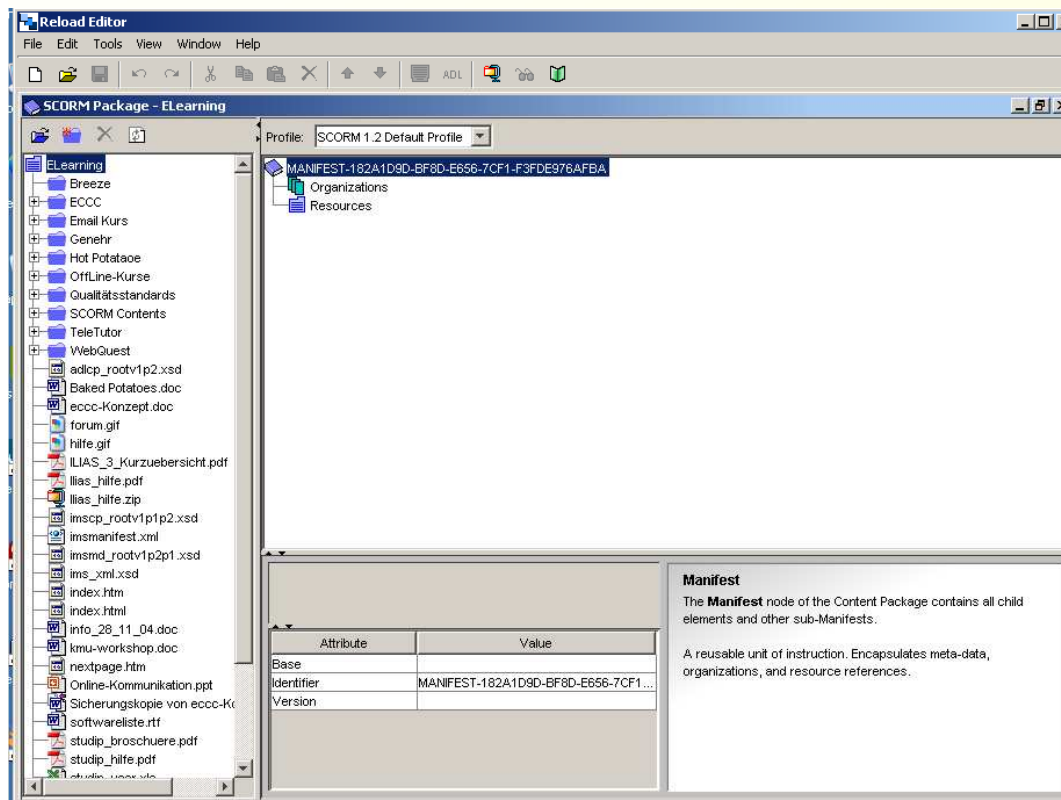 Reload Editor
File Edit Tools View Window Help
ADL
SCORM Package - ELearning
Profile: SCORM 1.2 Default Profile
ELearning
Breeze
ECCC
Email Kurs
Genehr
Hot Potataoe
OffLine-Kurse
Qualitätsstandards
SCORM Contents
TeleTutor
WebQuest
adlcp_rootv1p2.xsd
Baked Potatoes.doc
eccc-Konzept.doc
forum.gif
hilfe.gif
ILIAS_3_Kurzuebersicht.pdf
Ilias_hilfe.pdf
Ilias_hilfe.zip
imscp_rootv1p1p2.xsd
imsmanifest.xml
imsmd_rootv1p2p1.xsd
ims_xml.xsd
index.htm
index.html
info_28_11_04.doc
kmu-workshop.doc
nextpage.htm
Online-Kommunikation.ppt
Sicherungskopie von eccc-Ko
softwareliste.rtf
studip_broschuere.pdf
studip_hilfe.pdf
MANIFEST-182A1D9D-BF8D-E656-7CF1-F3FDE976AFBA
Organizations
Resources
Attribute Value
Base
Identifier MANIFEST-182A1D9D-BF8D-E656-7CF1...
Version
Manifest
The Manifest node of the Content Package contains all child
elements and other sub-Manifests.
A reusable unit of instruction. Encapsulates meta-data,
organizations, and resource references.